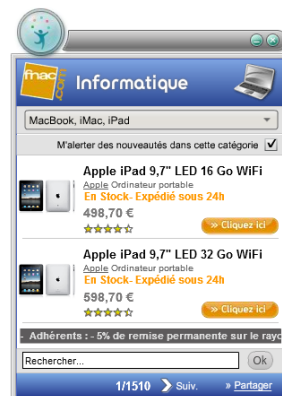 fnac
.com
Informatique
MacBook, iMac, iPad
M'alerter des nouveautés dans cette catégorie
Apple iPad 9,7" LED 16 Go WiFi
Apple Ordinateur portable
En Stock- Expédié sous 24h
498,70 €
» Cliquez ici
Apple iPad 9,7" LED 32 Go WiFi
Apple Ordinateur portable
En Stock- Expédié sous 24h
598,70 €
» Cliquez ici
- Adhérents : - 5% de remise permanente sur le rayo
Rechercher...
Ok
1/1510 > Suiv. » Partager